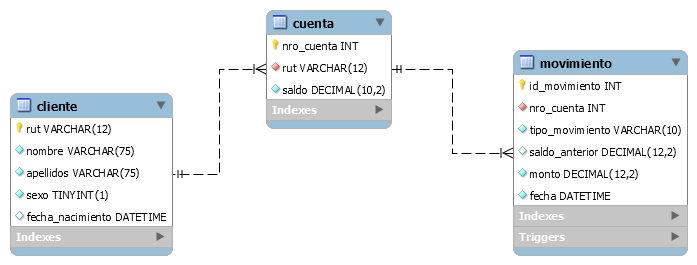 cuenta
nro_cuenta INT
rut VARCHAR(12)
saldo DECIMAL(10,2)
Indexes
cliente
rut VARCHAR(12)
nombre VARCHAR(75)
apellidos VARCHAR(75)
sexo TINYINT(1)
fecha_nacimiento DATETIME
Indexes
movimiento
id_movimiento INT
nro_cuenta INT
tipo_movimiento VARCHAR(10)
saldo_anterior DECIMAL(12,2)
monto DECIMAL(12,2)
fecha DATETIME
Indexes
Triggers